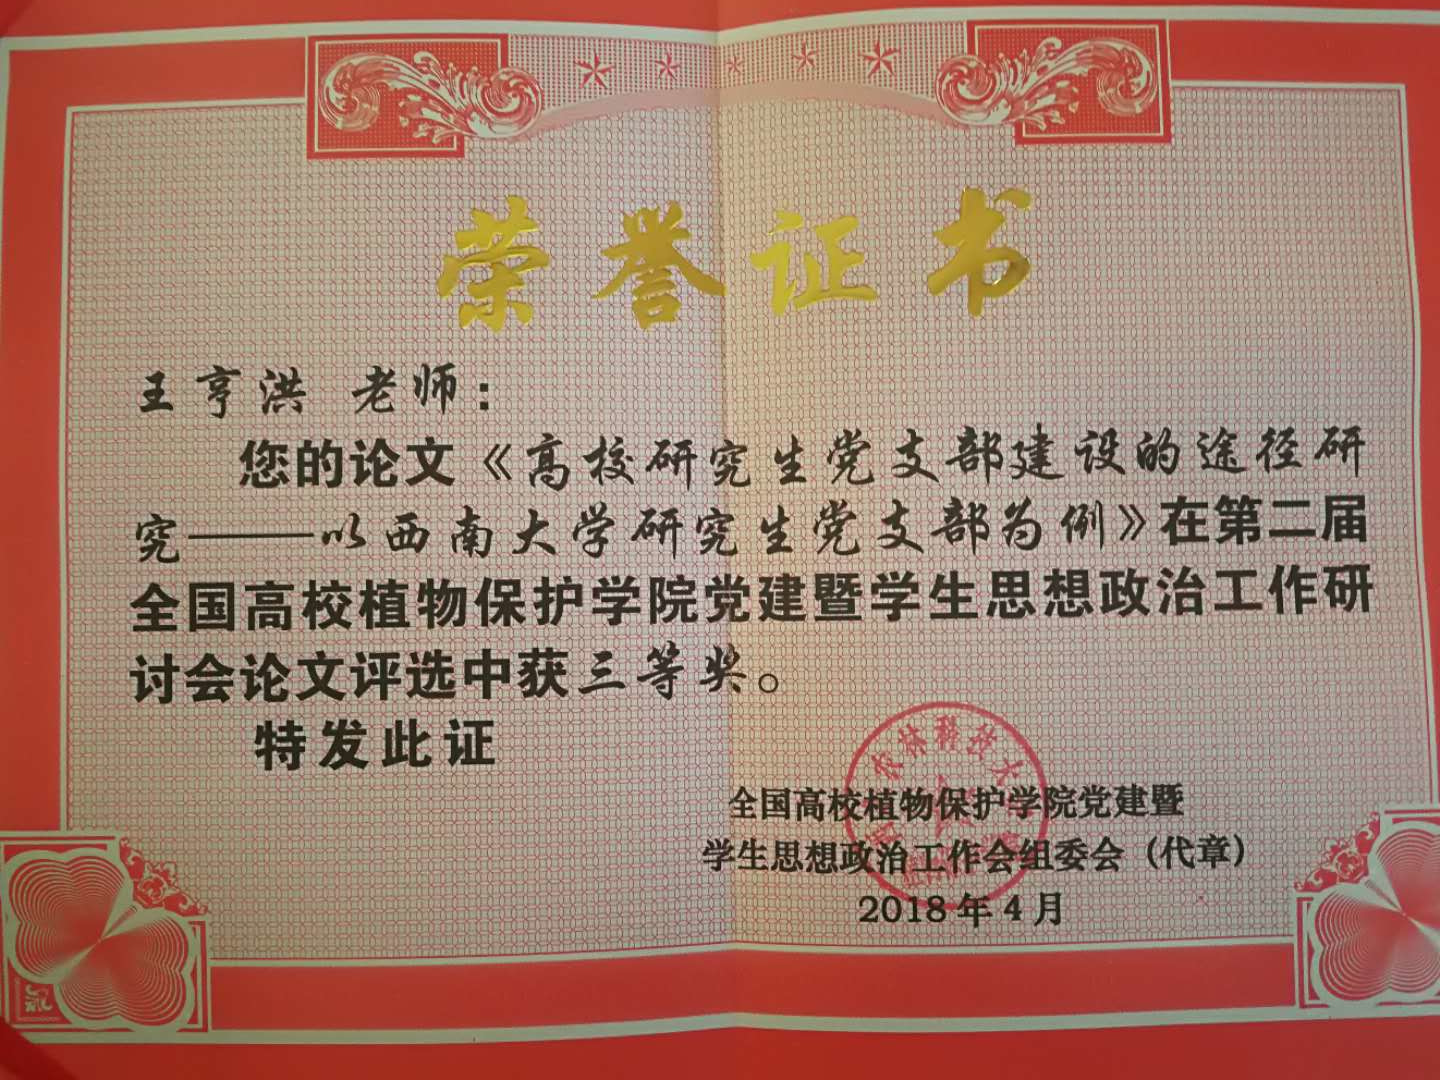 荣誉证书
王亨洪 老师：
您的论文《高校研究生党支部建设的途径研
究——以西南大学研究生党支部为例》在第二届
全国高校植物保护学院党建暨学生思想政治工作研
讨会论文评选中获三等奖。
特发此证
农林科技大
全国高校植物保护学院党建暨
学生思想政治工作会组委会（代章）
2018年4月